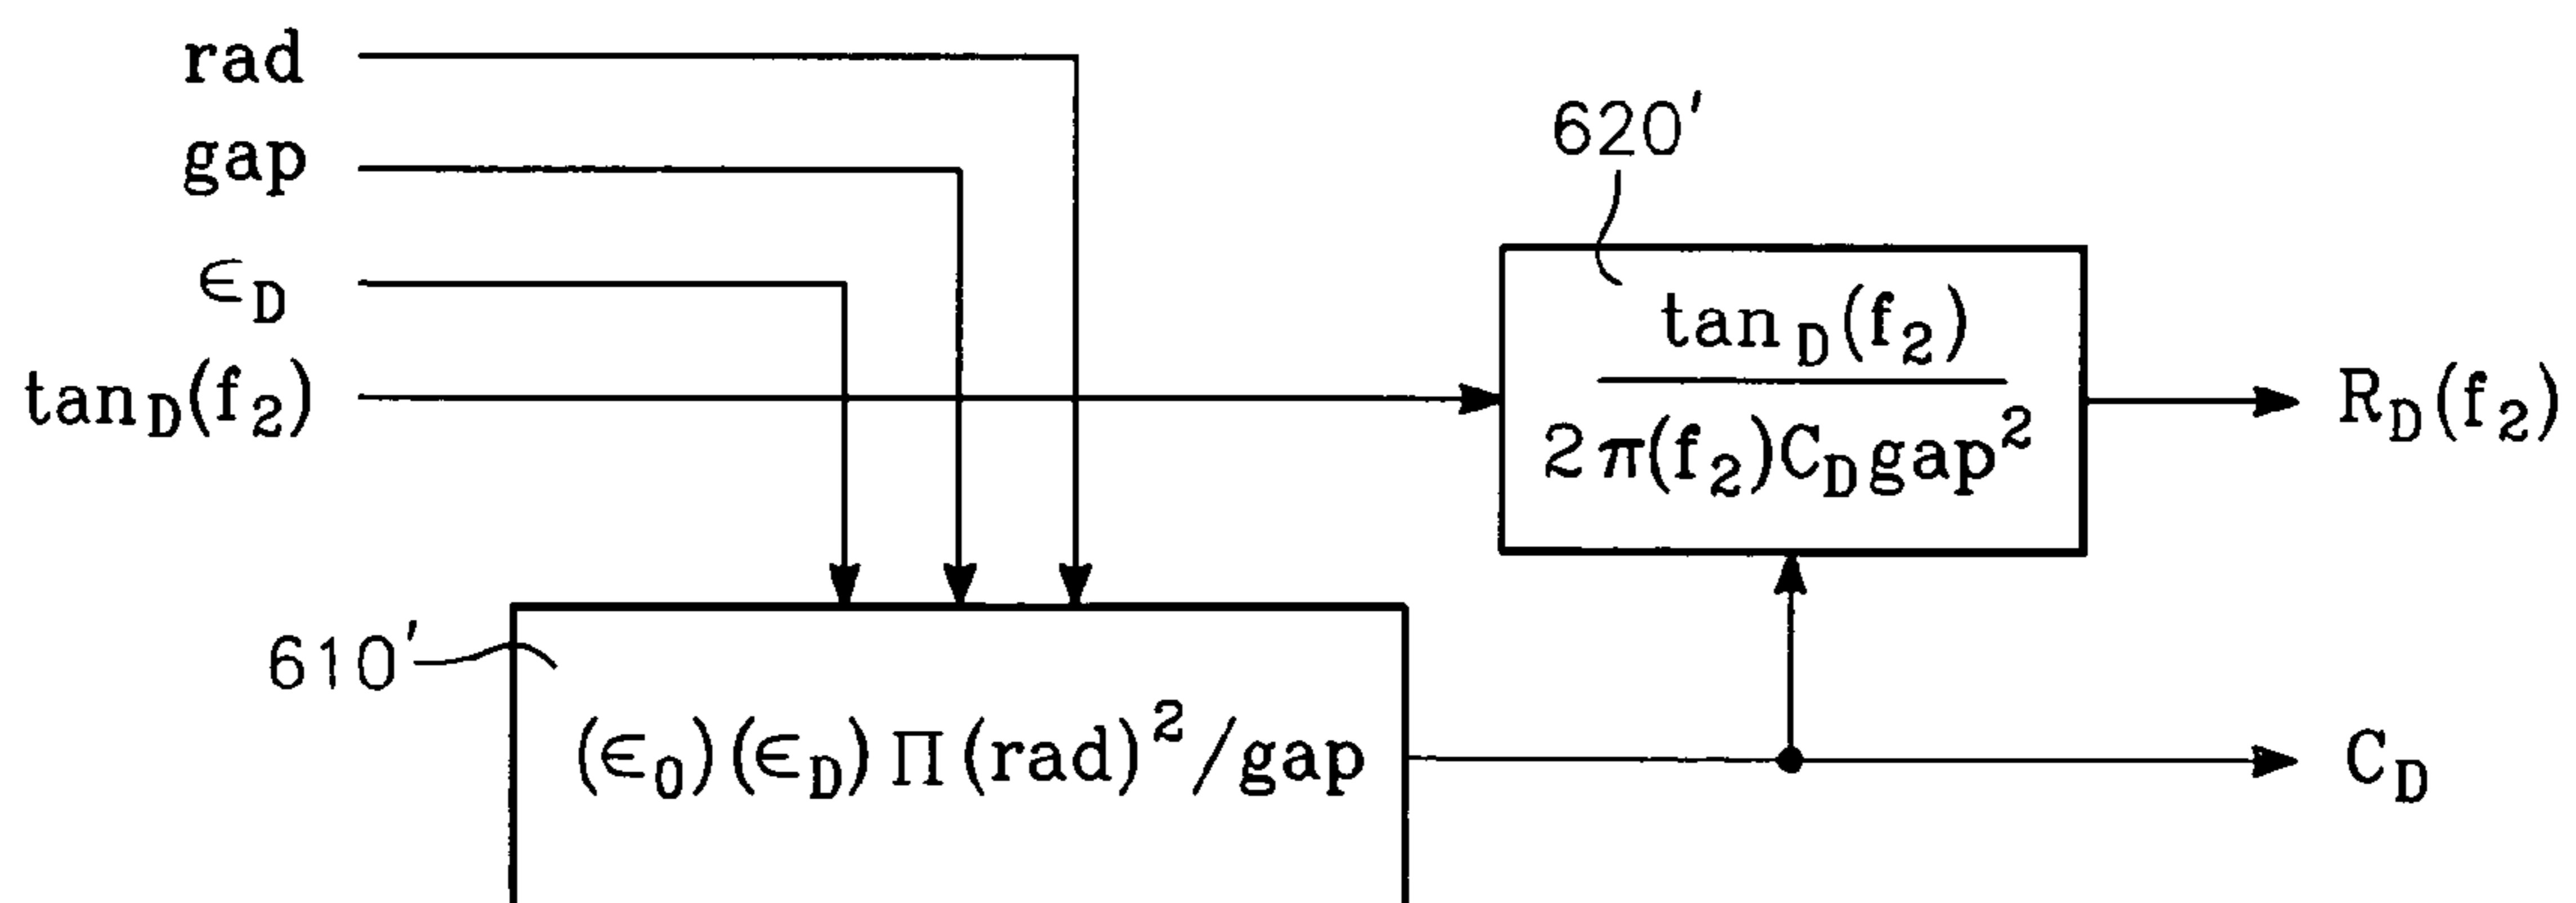 rad
gap
∈D
tanD(f2)
620′
tanD(f2)
2π(f2)CDgap²
RD(f2)
610′
(∈0)(∈D)Π(rad)²/gap
CD